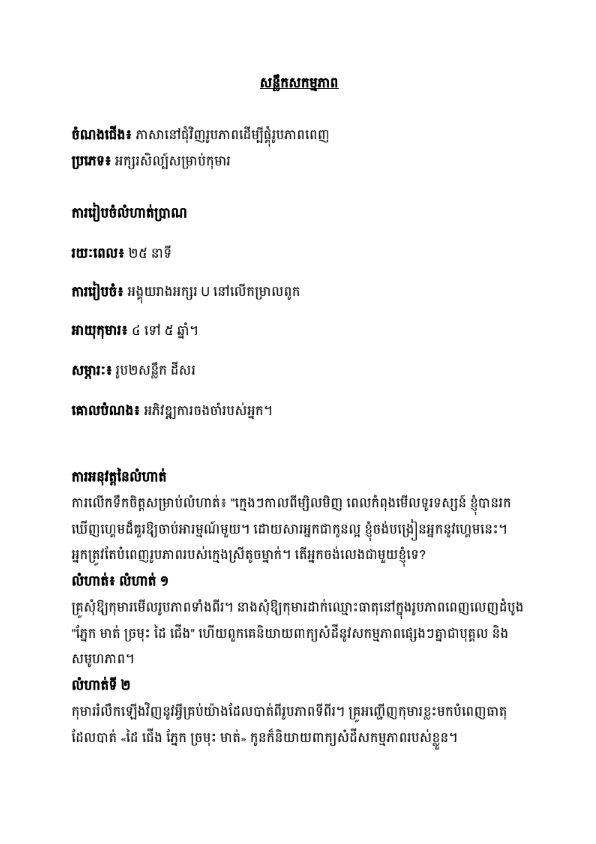 សន្លឹកសកម្មភាព
ចំណងជើង៖ ភាសានៅជុំវិញរូបភាពដើម្បីផ្គុំរូបភាពពេញ
ប្រភេទ៖ អក្សរសិល្ប៍សម្រាប់កុមារ
ការរៀបចំលំហាត់ប្រាណ
រយៈពេល៖ ២៥ នាទី
ការរៀបចំ៖ អង្គុយរាងអក្សរ U នៅលើកម្រាលពូក
អាយុកុមារ៖ ៤ ទៅ ៥ ឆ្នាំ។
សម្ភារៈ៖ រូប២សន្លឹក ដីសរ
គោលបំណង៖ អភិវឌ្ឍការចងចាំរបស់អ្នក។
ការអនុវត្តនៃលំហាត់
ការលើកទឹកចិត្តសម្រាប់លំហាត់៖ "ក្មេងៗកាលពីម្សិលមិញ ពេលកំពុងមើលទូរទស្សន៍ ខ្ញុំបានរក
ឃើញហ្គេមដ៏គួរឱ្យចាប់អារម្មណ៍មួយ។ ដោយសារអ្នកជាកូនល្អ ខ្ញុំចង់បង្រៀនអ្នកនូវហ្គេមនេះ។
អ្នកត្រូវតែបំពេញរូបភាពរបស់ក្មេងស្រីតូចម្នាក់។ តើអ្នកចង់លេងជាមួយខ្ញុំទេ?
លំហាត់៖ លំហាត់ ១
គ្រូសុំឱ្យកុមារមើលរូបភាពទាំងពីរ។ នាងសុំឱ្យកុមារដាក់ឈ្មោះធាតុនៅក្នុងរូបភាពពេញលេញដំបូង
"ភ្នែក មាត់ ច្រមុះ ដៃ ជើង" ហើយពួកគេនិយាយពាក្យសំដីនូវសកម្មភាពផ្សេងៗគ្នាជាបុគ្គល និង
សមូហភាព។
លំហាត់ទី ២
កុមាររំលឹកឡើងវិញនូវអ្វីគ្រប់យ៉ាងដែលបាត់ពីរូបភាពទីពីរ។ គ្រូអញ្ជើញកុមារខ្លះមកបំពេញធាតុ
ដែលបាត់ «ដៃ ជើង ភ្នែក ច្រមុះ មាត់» កូនក៏និយាយពាក្យសំដីសកម្មភាពរបស់ខ្លួន។